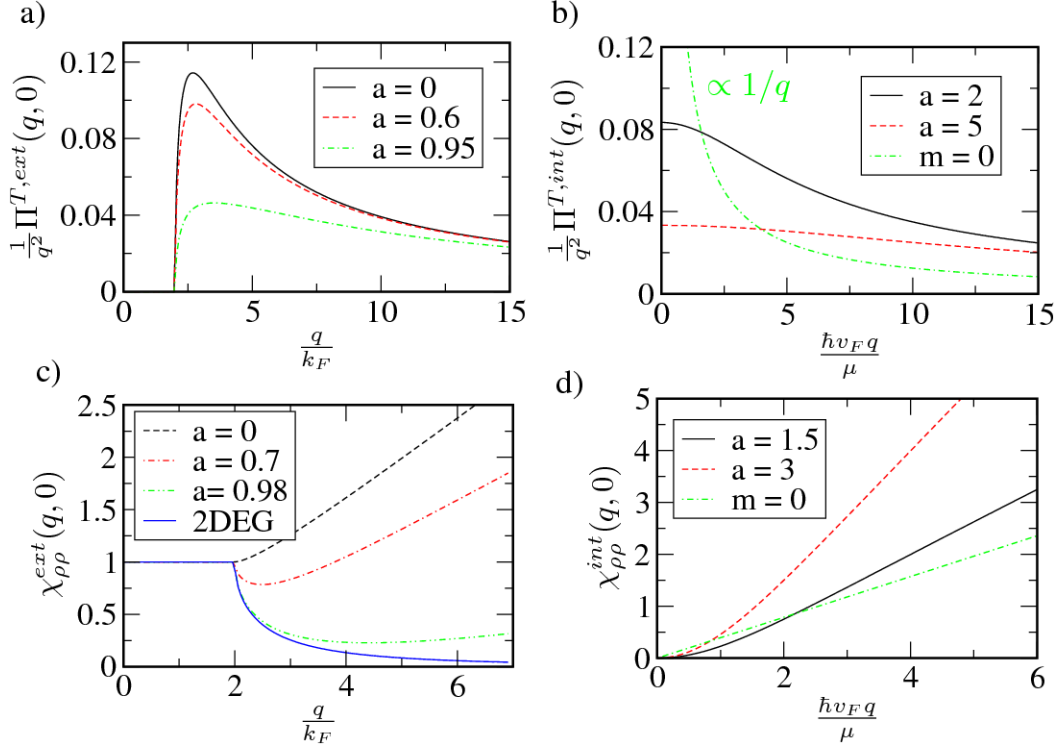 a)
0.12
0.08
0.04
0
0
5
10
15
1/q² Π^{T,ext}(q, 0)
q/k_F
a = 0
a = 0.6
a = 0.95
b)
0.12
0.08
0.04
0
0
5
10
15
1/q² Π^{T,int}(q, 0)
ħv_F q/μ
∝ 1/q
a = 2
a = 5
m = 0
c)
2.5
2
1.5
1
0.5
0
0
2
4
6
χ^{ext}_{ρρ}(q, 0)
q/k_F
a = 0
a = 0.7
a= 0.98
2DEG
d)
5
4
3
2
1
0
0
2
4
6
χ^{int}_{ρρ}(q, 0)
ħv_F q/μ
a = 1.5
a = 3
m = 0